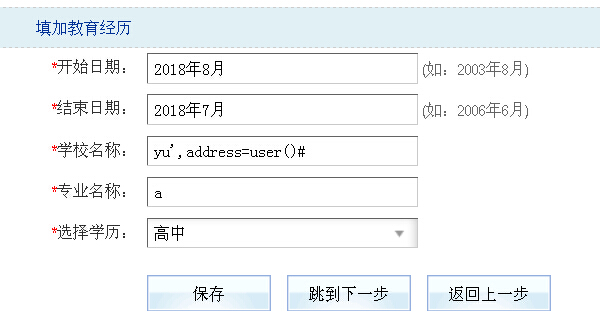 填加教育经历
*开始日期： 2018年8月 (如：2003年8月)
*结束日期： 2018年7月 (如：2006年6月)
*学校名称： yu',address=user()#
*专业名称： a
*选择学历： 高中
保存 跳到下一步 返回上一步